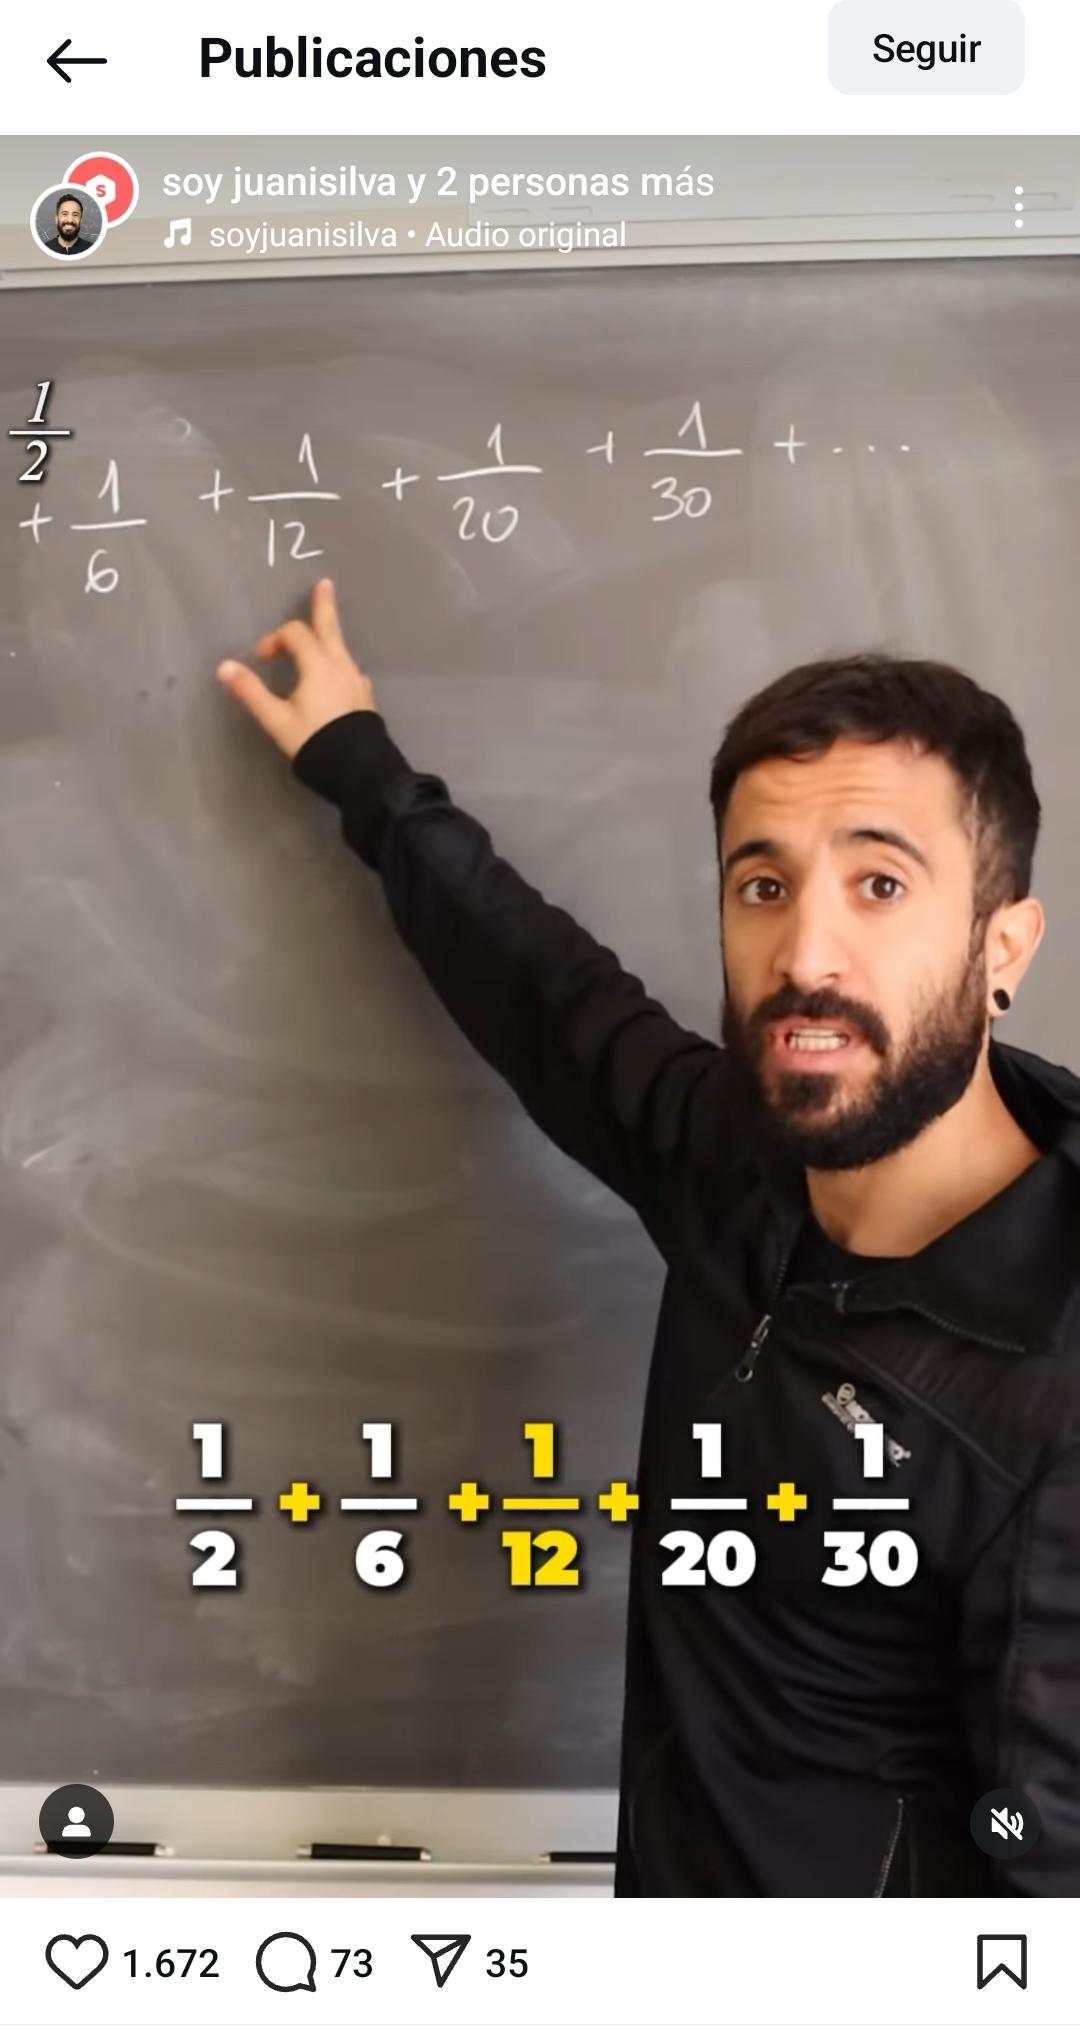 Publicaciones
Seguir
soy juanisilva y 2 personas más
soyjuanisilva • Audio original
1/2
+ 1/6 + 1/12 + 1/20 + 1/30 + ...
1/2 + 1/6 + 1/12 + 1/20 + 1/30
1.672 73 35